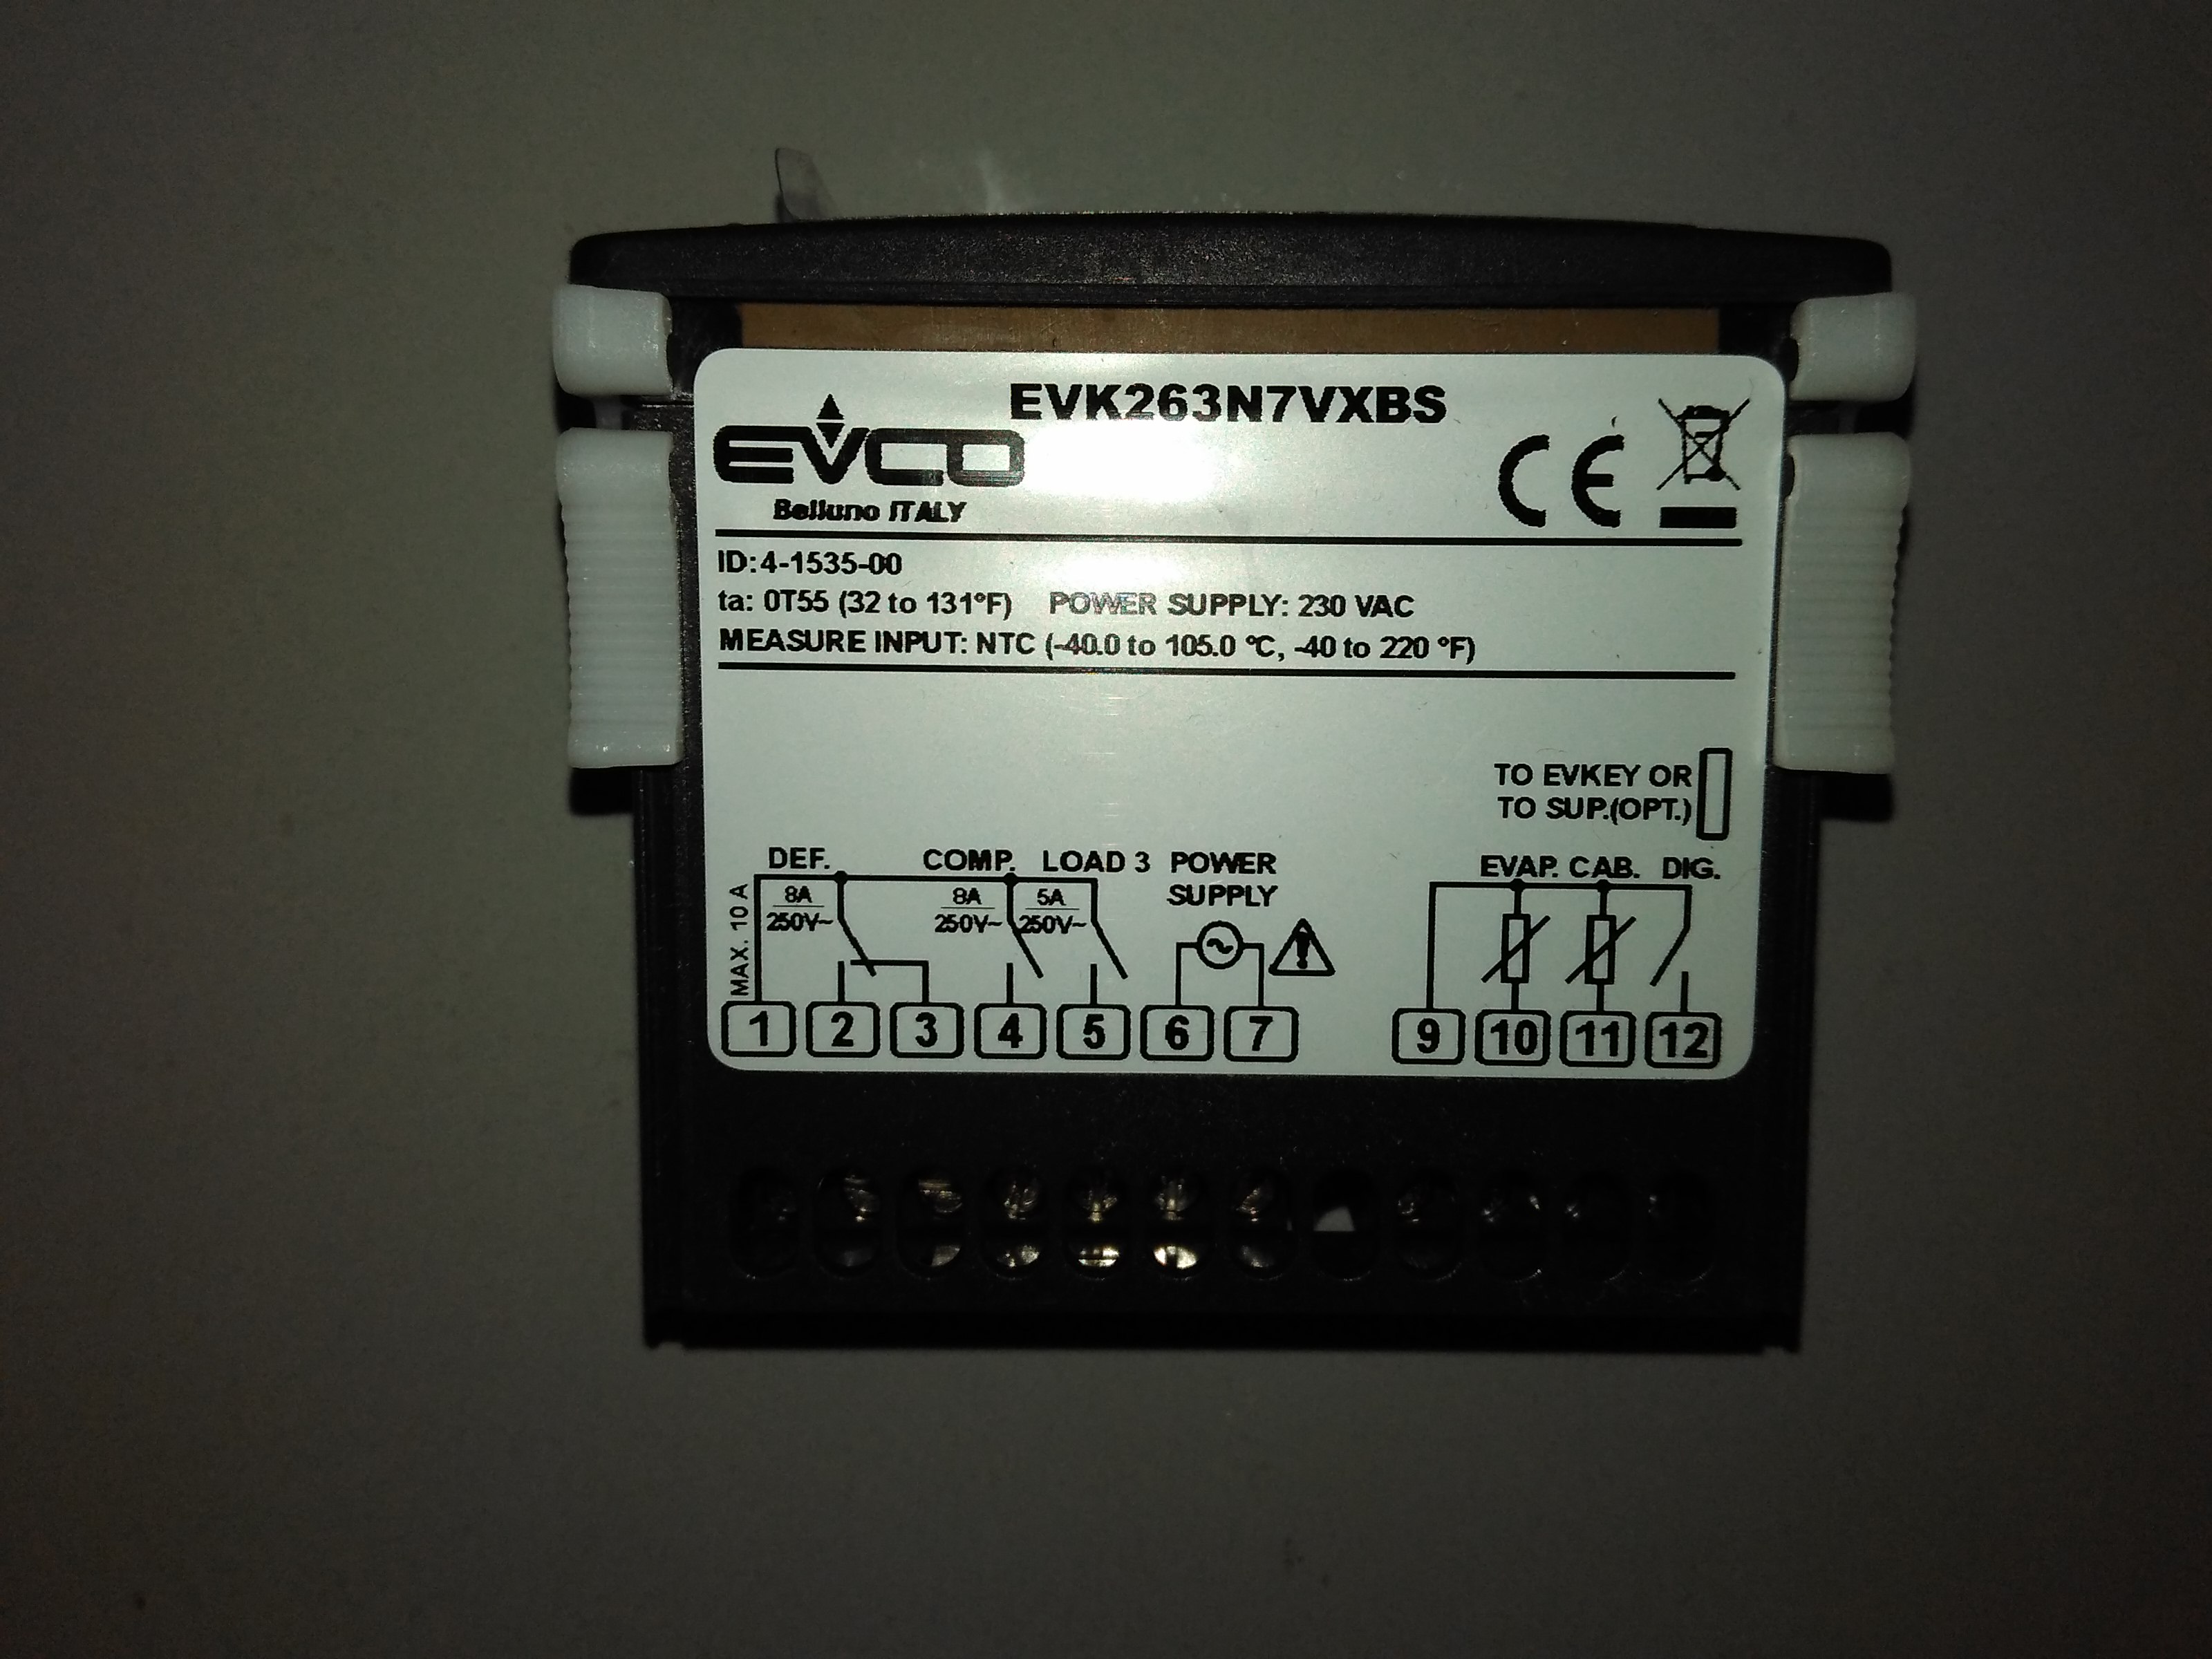 EVK263N7VXBS
EVCO
Belluno ITALY
CE
ID:4-1535-00
ta: 0T55 (32 to 131°F) POWER SUPPLY: 230 VAC
MEASURE INPUT: NTC (-40.0 to 105.0 °C, -40 to 220 °F)
TO EVKEY OR
TO SUP.(OPT.)
DEF. COMP. LOAD 3 POWER
SUPPLY
EVAP. CAB. DIG.
MAX. 10 A
8A
250V~
8A
250V~
5A
250V~
1 2 3 4 5 6 7 9 10 11 12